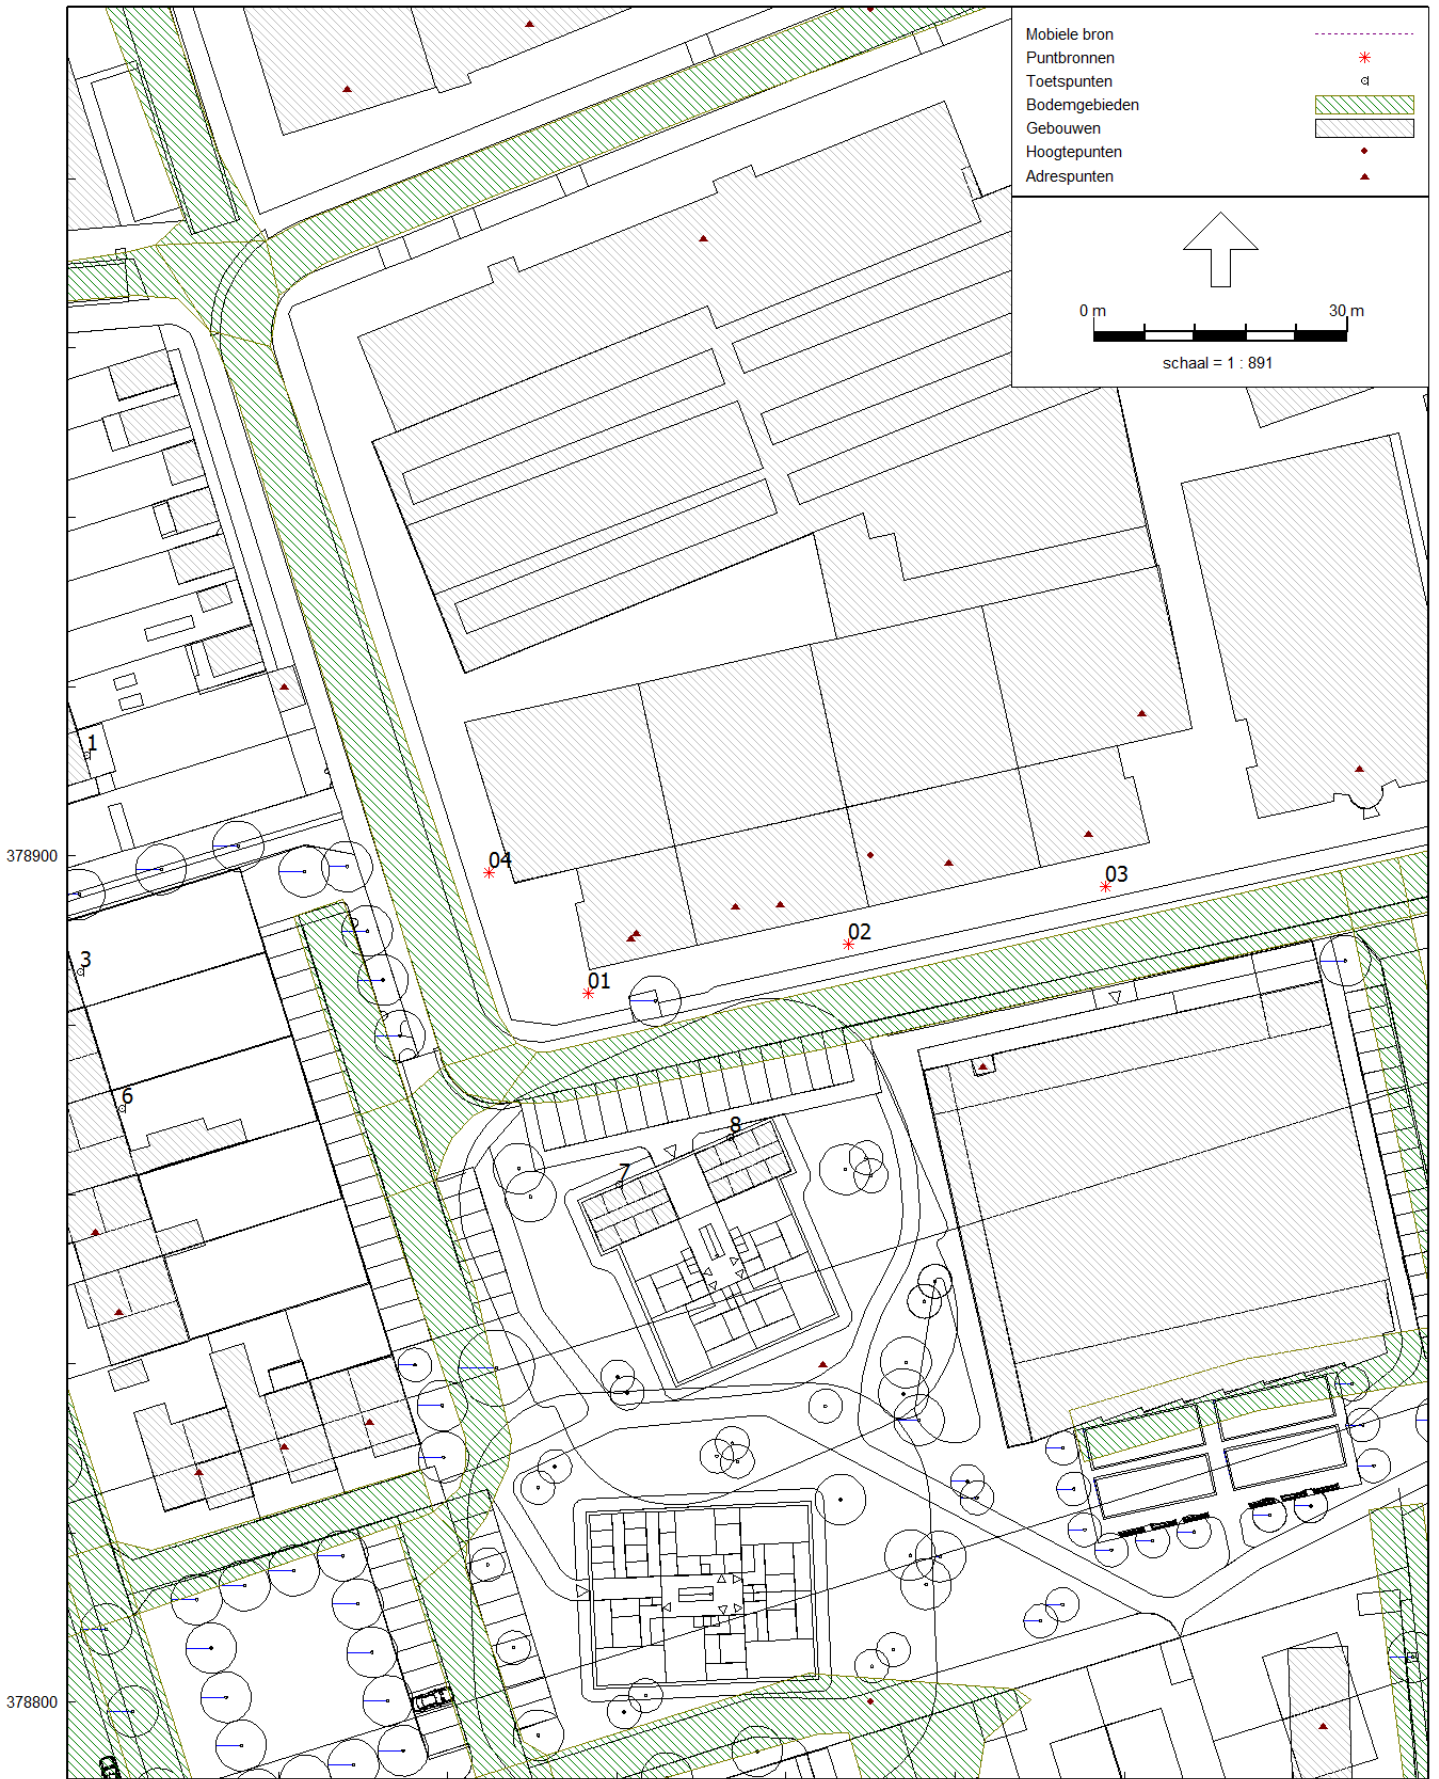 Mobiele bron
Puntbronnen
Toetspunten
Bodemgebieden
Gebouwen
Hoogtepunten
Adrespunten
0 m 30 m
schaal = 1 : 891
1
378900
04
03
02
3
01
6
8
7
378800